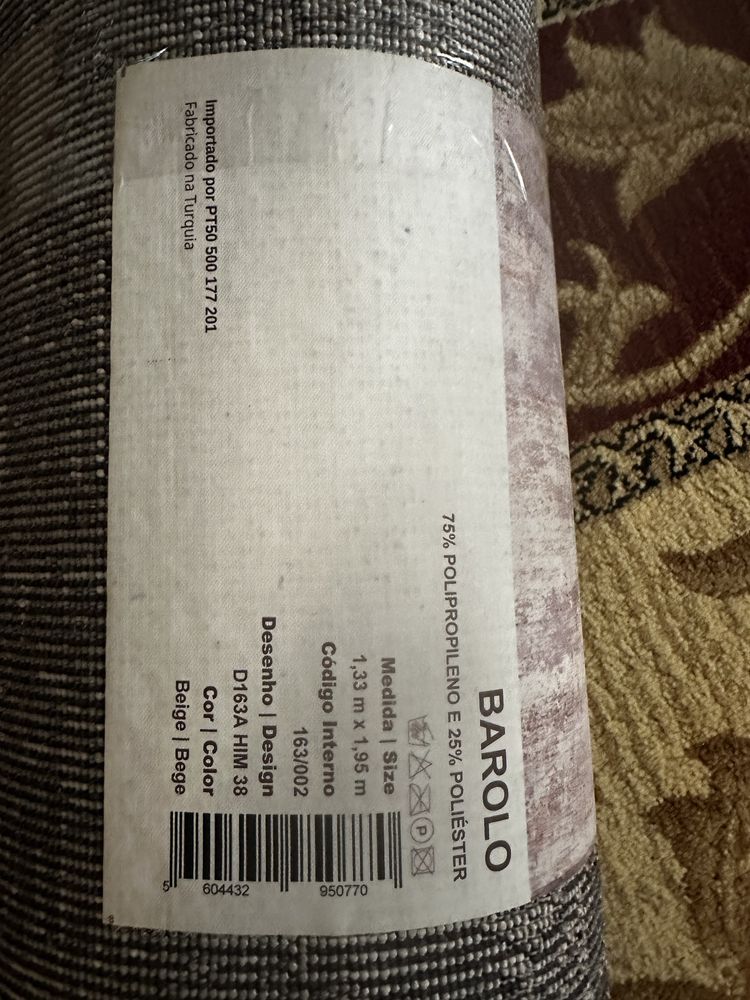 BAROLO
75% POLIPROPILENO E 25% POLIÉSTER
P
Medida | Size
1,33 m x 1,95 m
Código Interno
163/002
Desenho | Design
D163A HIM 38
Cor | Color
Beige | Bege
5 604432 950770
Importado por PT50 500 177 201
Fabricado na Turquia